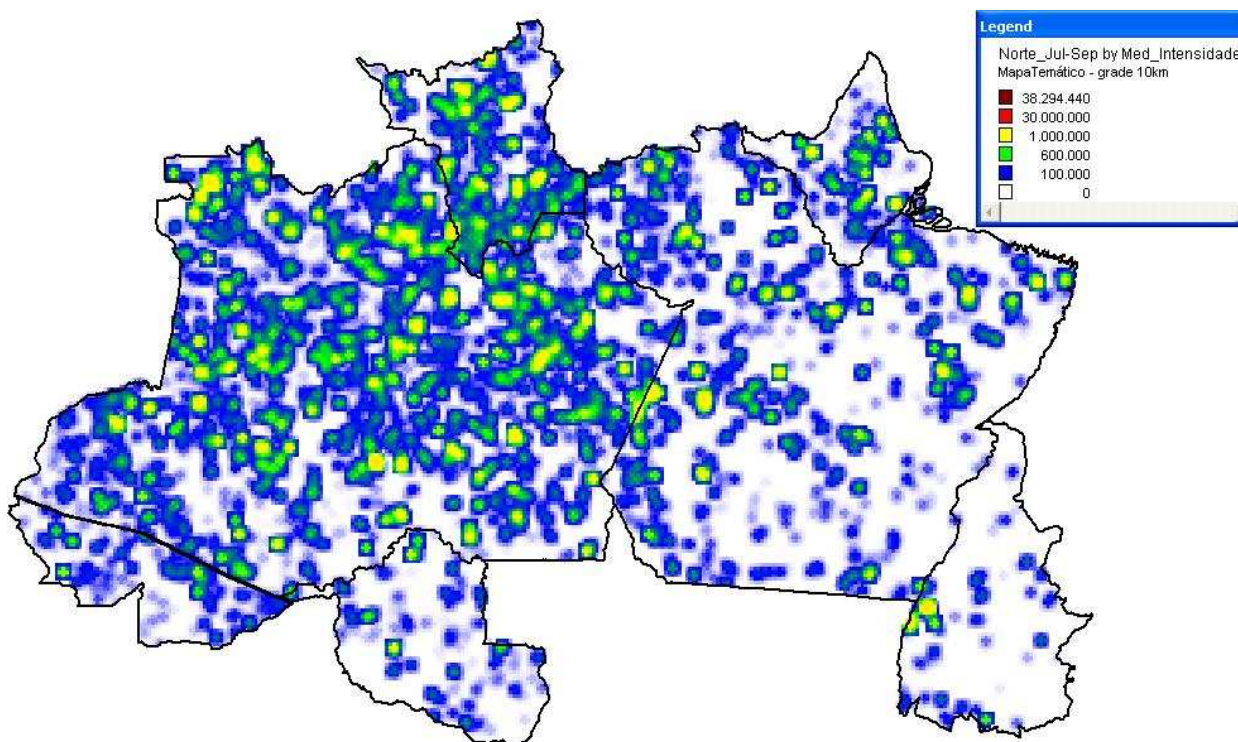 Legend
Norte_Jul-Sep by Med_Intensidade
MapaTemático - grade 10km
38.294.440
30.000.000
1.000.000
600.000
100.000
0